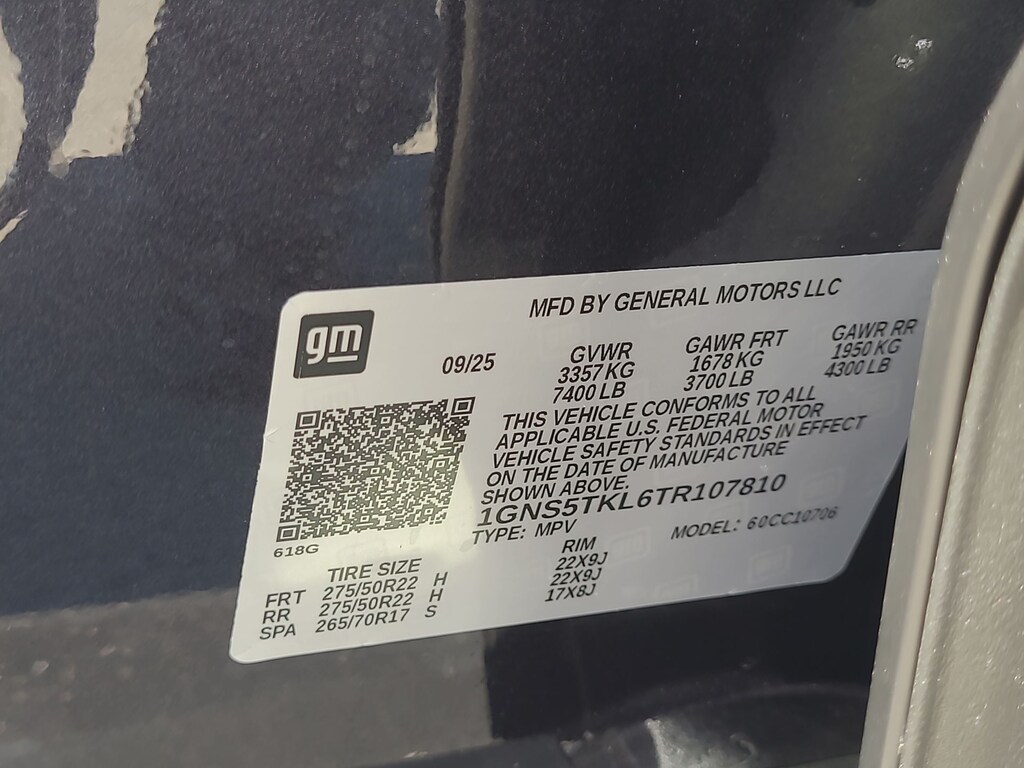 MFD BY GENERAL MOTORS LLC
gm
09/25
GVWR GAWR FRT GAWR RR
3357 KG 1678 KG 1950 KG
7400 LB 3700 LB 4300 LB
THIS VEHICLE CONFORMS TO ALL
APPLICABLE U.S. FEDERAL MOTOR
VEHICLE SAFETY STANDARDS IN EFFECT
ON THE DATE OF MANUFACTURE
SHOWN ABOVE.
1GNS5TKL6TR107810
TYPE: MPV MODEL: 60CC10706
618G
TIRE SIZE RIM
FRT 275/50R22 H 22X9J
RR 275/50R22 H 22X9J
SPA 265/70R17 S 17X8J